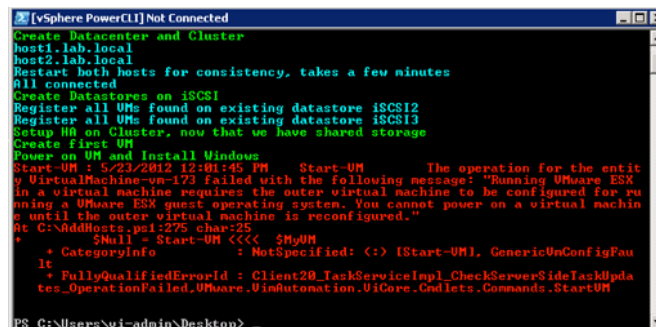 [vSphere PowerCLI] Not Connected
Create Datacenter and Cluster
host1.lab.local
host2.lab.local
Restart both hosts for consistency, takes a few minutes
All connected
Create Datastores on iSCSI
Register all VMs found on existing datastore iSCSI2
Register all VMs found on existing datastore iSCSI3
Setup HA on Cluster, now that we have shared storage
Create first VM
Power on VM and Install Windows
Start-VM : 5/23/2012 12:01:45 PM    Start-VM        The operation for the entit
y VirtualMachine-vm-173 failed with the following message: "Running VMware ESX
in a virtual machine requires the outer virtual machine to be configured for ru
nning a VMware ESX guest operating system. You cannot power on a virtual machin
e until the outer virtual machine is reconfigured."
At C:\AddHosts.ps1:275 char:25
+         $Null = Start-VM <<<<  $MyVM
    + CategoryInfo          : NotSpecified: (:) [Start-VM], GenericVmConfigFau
   lt
    + FullyQualifiedErrorId : Client20_TaskServiceImpl_CheckServerSideTaskUpda
   tes_OperationFailed,VMware.VimAutomation.ViCore.Cmdlets.Commands.StartVM
PS C:\Users\vi-admin\Desktop> _